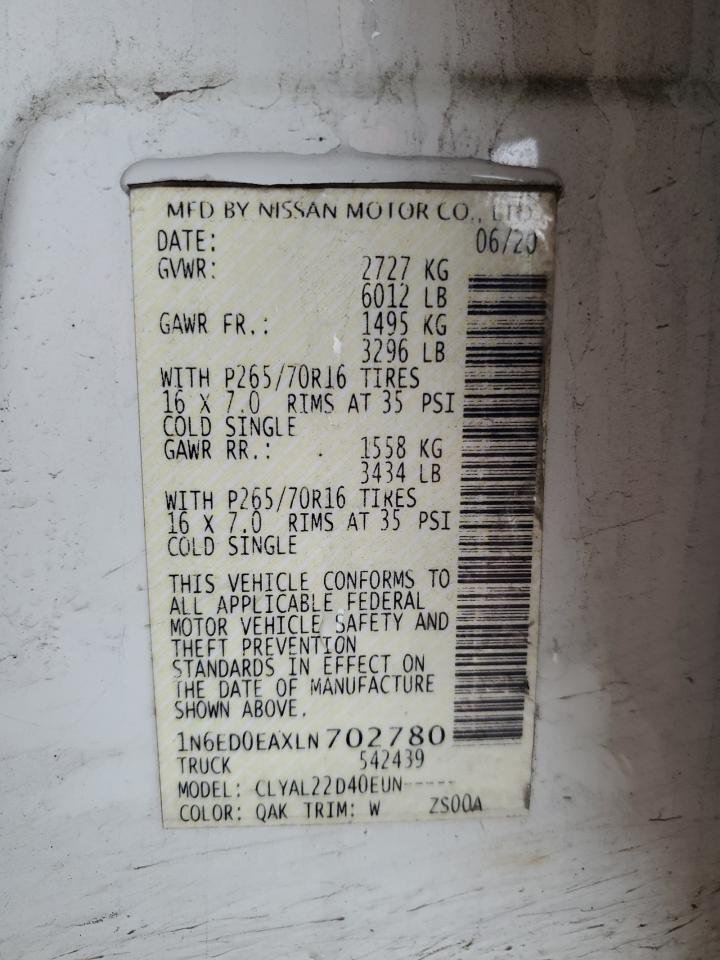 MFD BY NISSAN MOTOR CO., LTD.
DATE: 06/20
GVWR: 2727 KG
6012 LB
GAWR FR.: 1495 KG
3296 LB
WITH P265/70R16 TIRES
16 X 7.0 RIMS AT 35 PSI
COLD SINGLE
GAWR RR.: 1558 KG
3434 LB
WITH P265/70R16 TIRES
16 X 7.0 RIMS AT 35 PSI
COLD SINGLE
THIS VEHICLE CONFORMS TO
ALL APPLICABLE FEDERAL
MOTOR VEHICLE SAFETY AND
THEFT PREVENTION
STANDARDS IN EFFECT ON
THE DATE OF MANUFACTURE
SHOWN ABOVE.
1N6ED0EAXLN702780
TRUCK 542439
MODEL: CLYAL22D40EUN-----
COLOR: QAK TRIM: W ZS00A